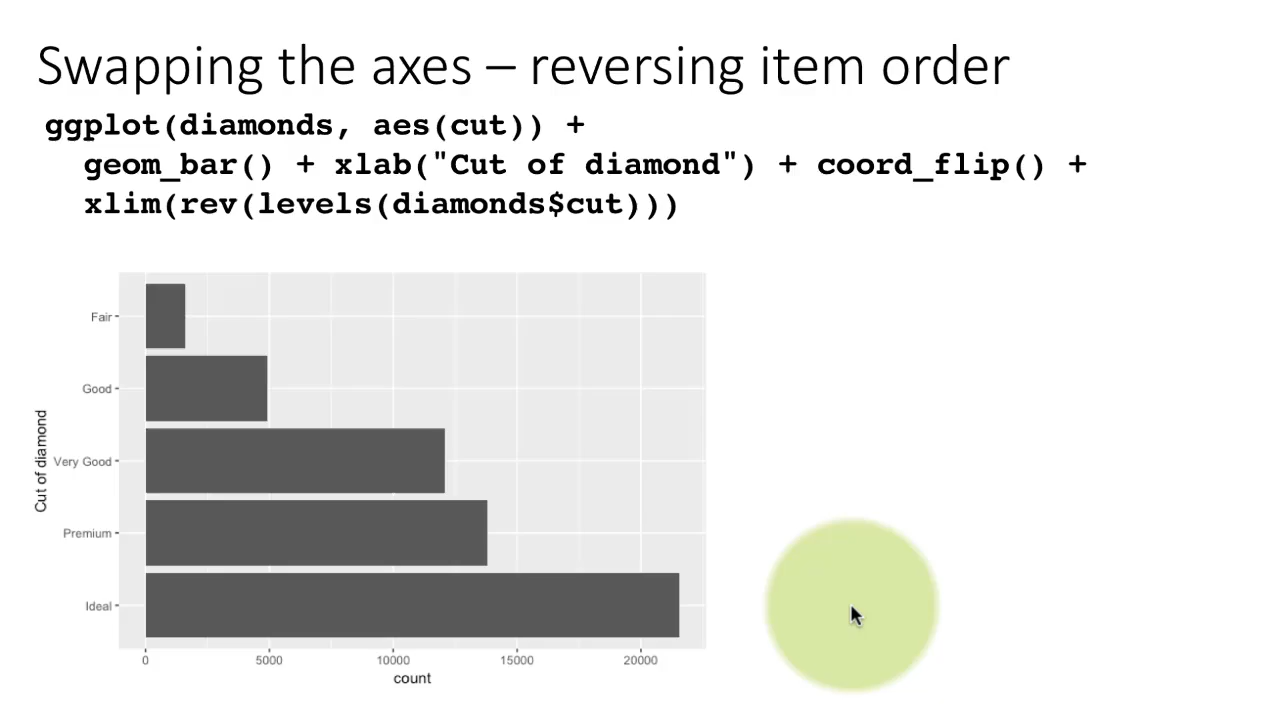 Swapping the axes – reversing item order
ggplot(diamonds, aes(cut)) +
geom_bar() + xlab("Cut of diamond") + coord_flip() +
xlim(rev(levels(diamonds$cut)))
Cut of diamond
Fair
Good
Very Good
Premium
Ideal
0 5000 10000 15000 20000
count